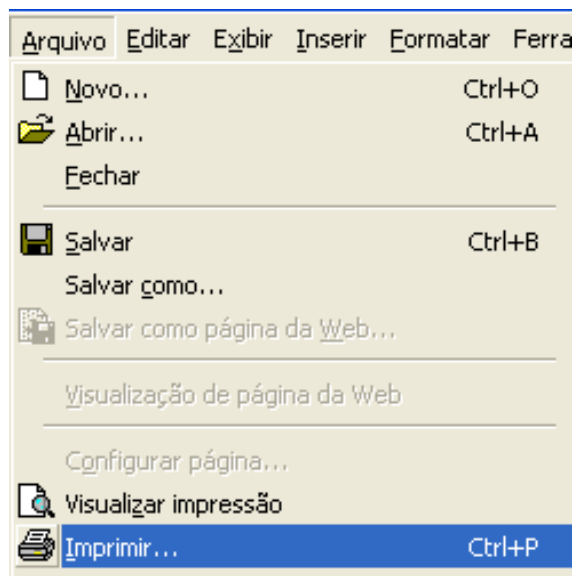 Arquivo Editar Exibir Inserir Formatar Ferra
Novo... Ctrl+O
Abrir... Ctrl+A
Fechar
Salvar Ctrl+B
Salvar como...
Salvar como página da Web...
Visualização de página da Web
Configurar página...
Visualizar impressão
Imprimir... Ctrl+P